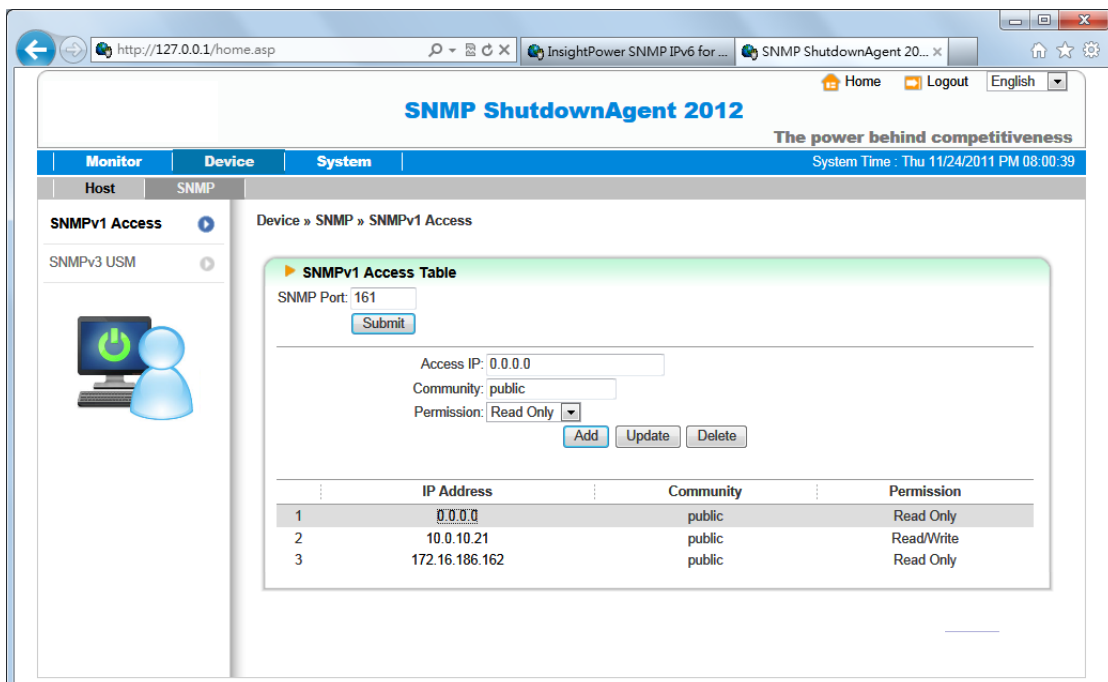 http://127.0.0.1/home.asp
InsightPower SNMP IPv6 for ...
SNMP ShutdownAgent 20...
Home Logout English
SNMP ShutdownAgent 2012
The power behind competitiveness
Monitor Device System System Time : Thu 11/24/2011 PM 08:00:39
Host SNMP
SNMPv1 Access
SNMPv3 USM
Device » SNMP » SNMPv1 Access
SNMPv1 Access Table
SNMP Port: 161
Submit
Access IP: 0.0.0.0
Community: public
Permission: Read Only
Add Update Delete
IP Address Community Permission
1 0.0.0.0 public Read Only
2 10.0.10.21 public Read/Write
3 172.16.186.162 public Read Only